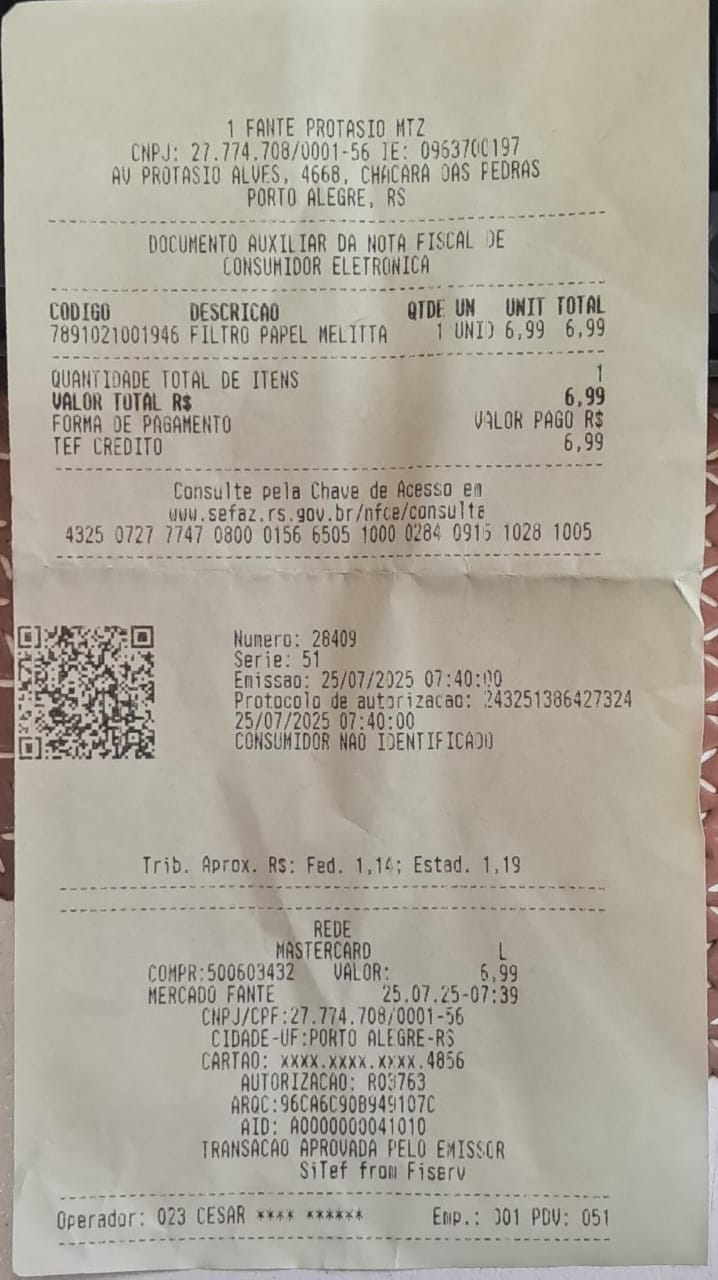 1 FANTE PROTASIO MTZ
CNPJ: 27.774.708/0001-56 IE: 0963700197
AV PROTASIO ALVES, 4668, CHACARA DAS PEDRAS
PORTO ALEGRE, RS
DOCUMENTO AUXILIAR DA NOTA FISCAL DE
CONSUMIDOR ELETRONICA
CODIGO DESCRICAO QTDE UN UNIT TOTAL
7891021001946 FILTRO PAPEL MELITTA 1 UNID 6,99 6,99
QUANTIDADE TOTAL DE ITENS 1
VALOR TOTAL R$ 6,99
FORMA DE PAGAMENTO VALOR PAGO R$
TEF CREDITO 6,99
Consulte pela Chave de Acesso em
www.sefaz.rs.gov.br/nfce/consulta
4325 0727 7747 0800 0156 6505 1000 0284 0915 1028 1005
Numero: 28409
Serie: 51
Emissao: 25/07/2025 07:40:00
Protocolo de autorizacao: 243251386427324
25/07/2025 07:40:00
CONSUMIDOR NAO IDENTIFICADO
Trib. Aprox. R$: Fed. 1,14; Estad. 1,19
REDE
MASTERCARD L
COMPR:500603432 VALOR: 6,99
MERCADO FANTE 25.07.25-07:39
CNPJ/CPF:27.774.708/0001-56
CIDADE-UF:PORTO ALEGRE-RS
CARTAO: xxxx.xxxx.xxxx.4856
AUTORIZACAO: R03763
ARQC:96CA6C90B949107C
AID: A0000000041010
TRANSACAO APROVADA PELO EMISSOR
SiTef from Fiserv
Operador: 023 CESAR **** ****** Emp.: 001 PDV: 051